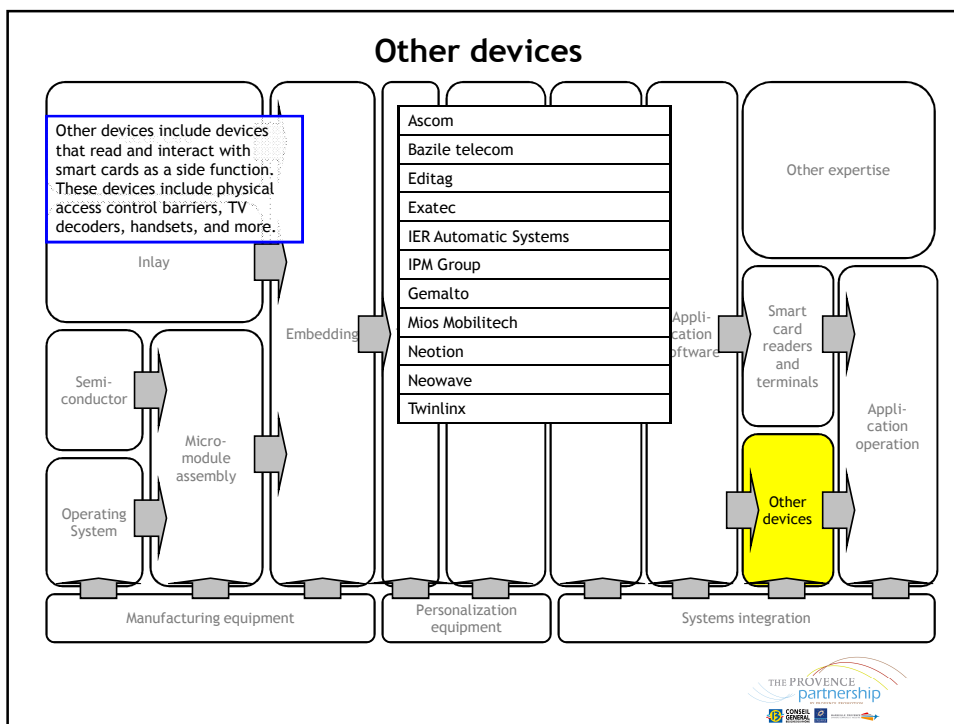 Other devices
Other devices include devices
that read and interact with
smart cards as a side function.
These devices include physical
access control barriers, TV
decoders, handsets, and more.
Inlay
Semi-
conductor
Operating
System
Micro-
module
assembly
Embedding
Ascom
Bazile telecom
Editag
Exatec
IER Automatic Systems
IPM Group
Gemalto
Mios Mobilitech
Neotion
Neowave
Twinlinx
Appli-
cation
oftware
Other expertise
Smart
card
readers
and
terminals
Other
devices
Appli-
cation
operation
Manufacturing equipment
Personalization
equipment
Systems integration
THE PROVENCE
partnership
CONSEIL
GENERAL